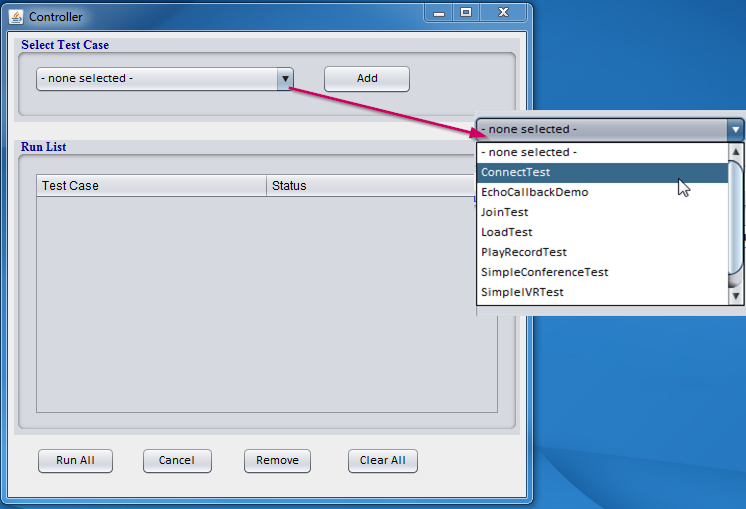 Controller
Select Test Case
- none selected -
Add
- none selected -
- none selected -
ConnectTest
EchoCallbackDemo
JoinTest
LoadTest
PlayRecordTest
SimpleConferenceTest
SimpleIVRTest
Run List
Test Case Status
Run All Cancel Remove Clear All